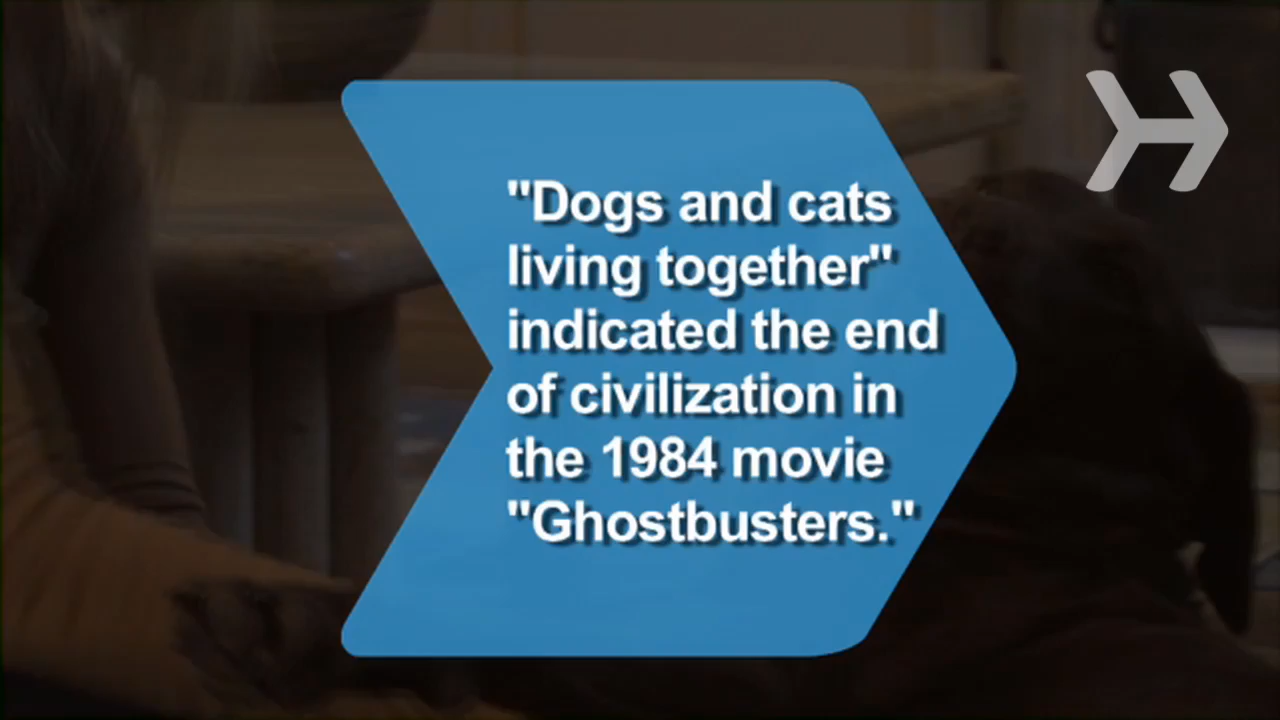 "Dogs and cats
living together"
indicated the end
of civilization in
the 1984 movie
"Ghostbusters."